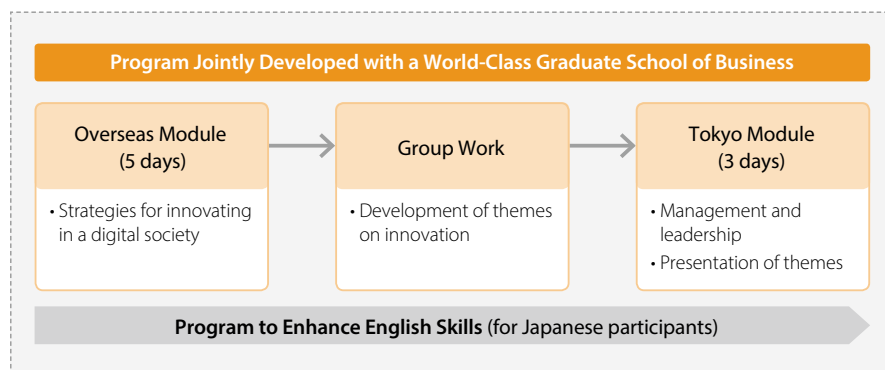 Program Jointly Developed with a World-Class Graduate School of Business
Overseas Module
(5 days)
• Strategies for innovating
in a digital society
Group Work
• Development of themes
on innovation
Tokyo Module
(3 days)
• Management and
leadership
• Presentation of themes
Program to Enhance English Skills (for Japanese participants)